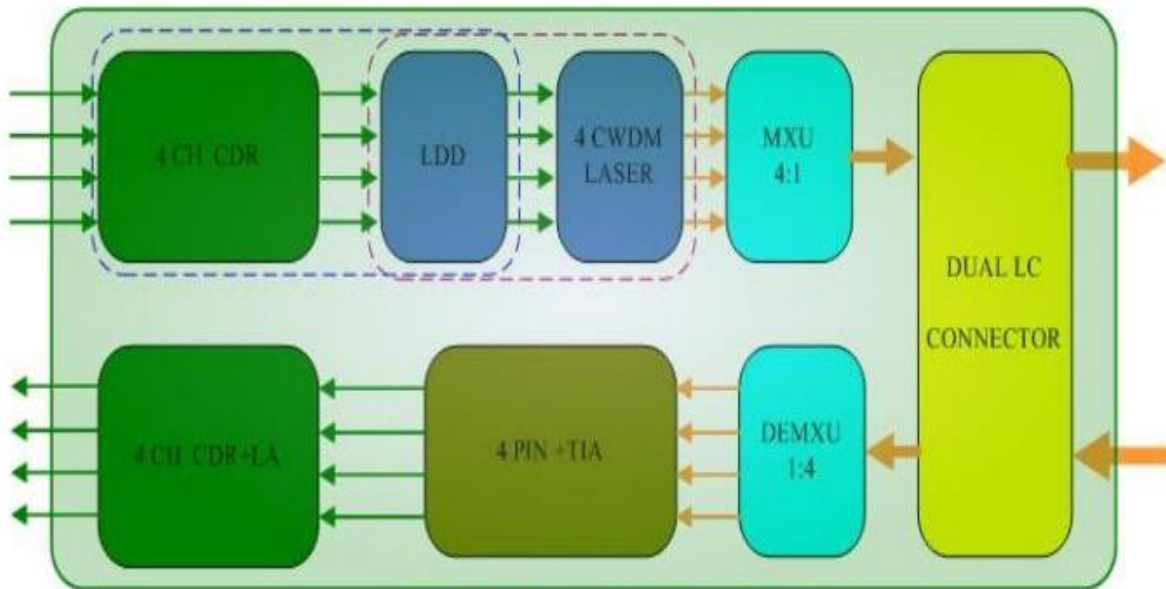 4 CH CDR
LDD
4 CWDM
LASER
MXU
4:1
DUAL LC
CONNECTOR
4 CH CDR+LA
4 PIN +TIA
DEMXU
1:4